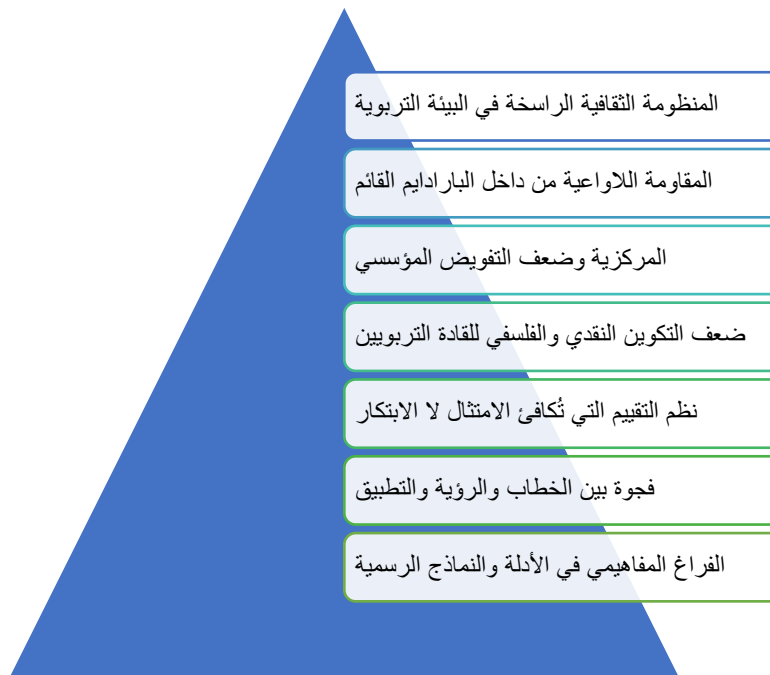 المنظومة الثقافية الراسخة في البيئة التربوية
المقاومة اللاواعية من داخل البارادايم القائم
المركزية وضعف التفويض المؤسسي
ضعف التكوين النقدي والفلسفي للقادة التربويين
نظم التقييم التي تُكافئ الامتثال لا الابتكار
فجوة بين الخطاب والرؤية والتطبيق
الفراغ المفاهيمي في الأدلة والنماذج الرسمية